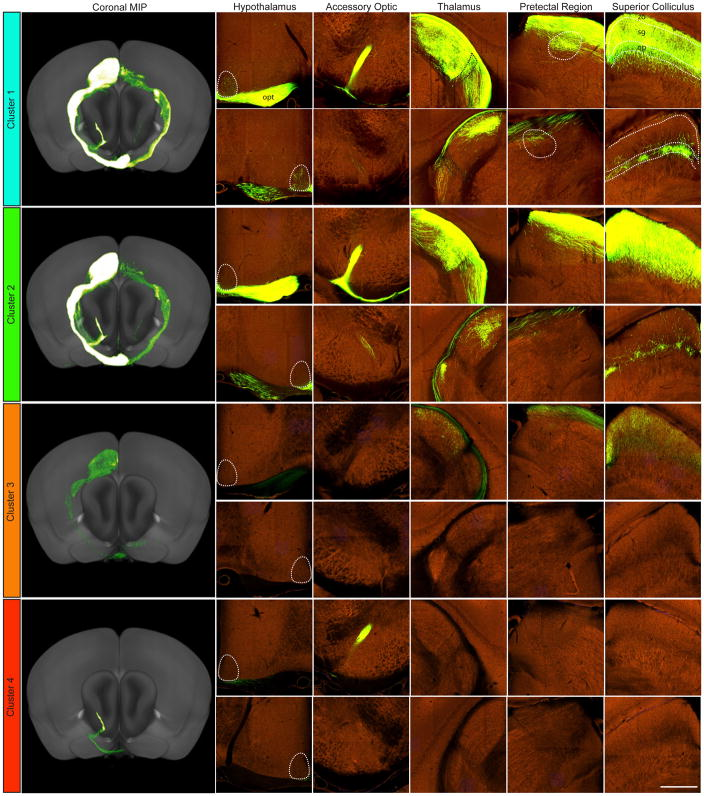 Coronal MIP Hypothalamus Accessory Optic Thalamus Pretectal Region Superior Colliculus
Cluster 1
zo
sg
op
opt
Cluster 2
Cluster 3
Cluster 4